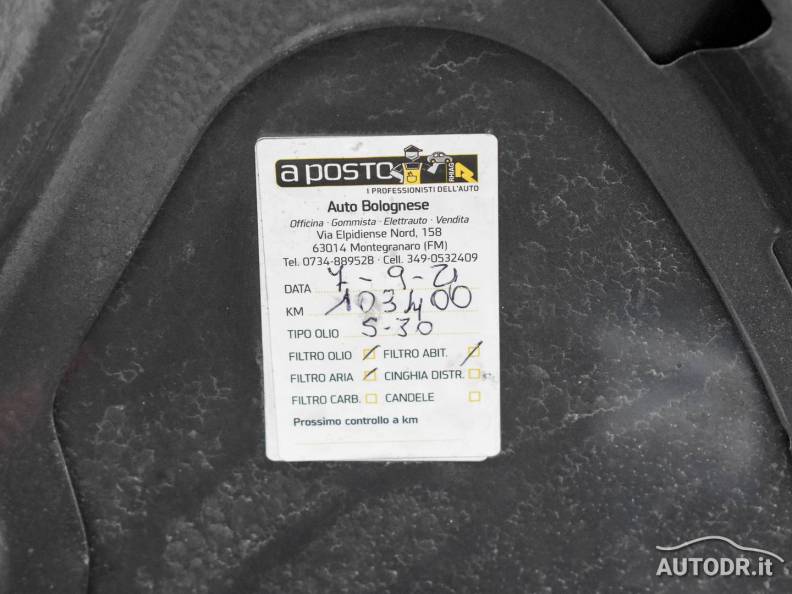 a POSTO
RHIAG
I PROFESSIONISTI DELL'AUTO
Auto Bolognese
Officina · Gommista · Elettrauto · Vendita
Via Elpidiense Nord, 158
63014 Montegranaro (FM)
Tel. 0734-889528 · Cell. 349-0532409
DATA 7-9-21
KM 103400
TIPO OLIO 5-30
FILTRO OLIO FILTRO ABIT.
FILTRO ARIA CINGHIA DISTR.
FILTRO CARB. CANDELE
Prossimo controllo a km
AUTODR.it